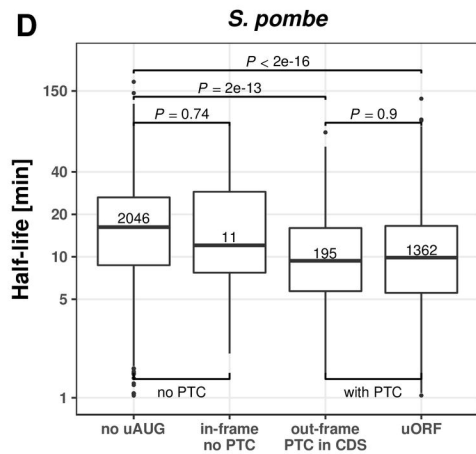 D
S. pombe
P < 2e-16
P = 2e-13
P = 0.74
P = 0.9
Half-life [min]
150
40
20
10
5
1
2046
11
195
1362
no PTC
with PTC
no uAUG
in-frame
no PTC
out-frame
PTC in CDS
uORF